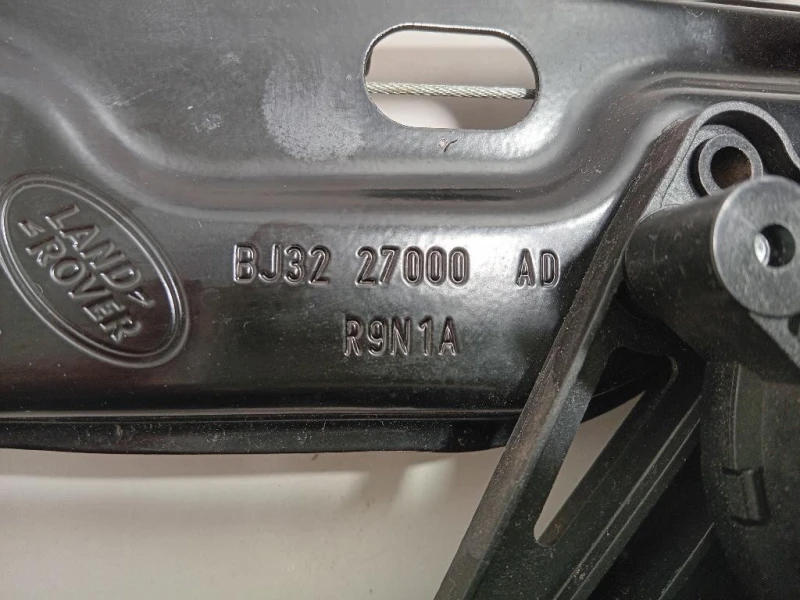 LAND
ROVER
BJ32 27000 AD
R9N1A